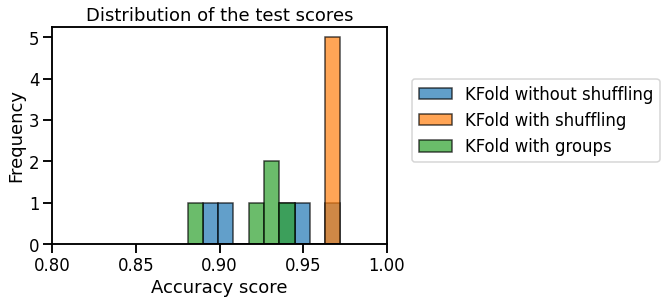 Distribution of the test scores
Frequency
5
4
3
2
1
0
0.80 0.85 0.90 0.95 1.00
Accuracy score
KFold without shuffling
KFold with shuffling
KFold with groups